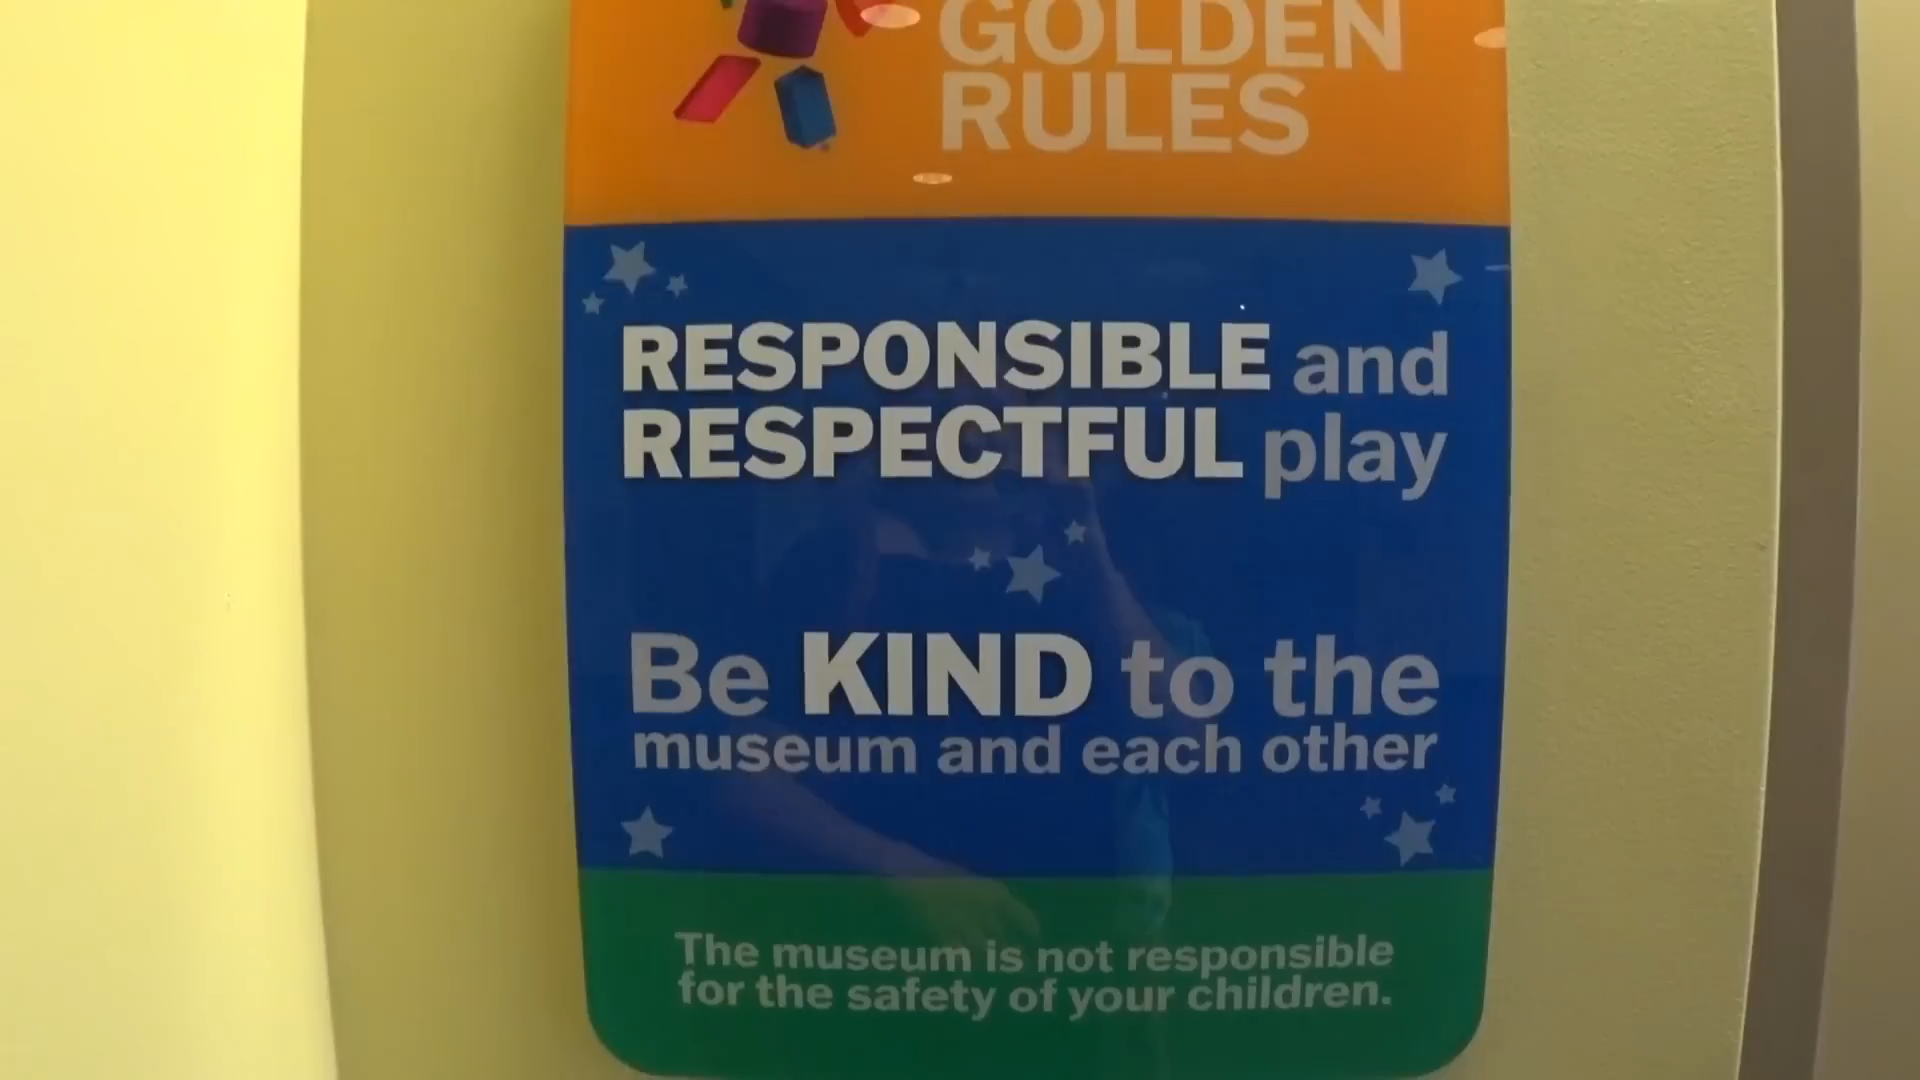 GOLDEN
RULES
RESPONSIBLE and
RESPECTFUL play
Be KIND to the
museum and each other
The museum is not responsible
for the safety of your children.